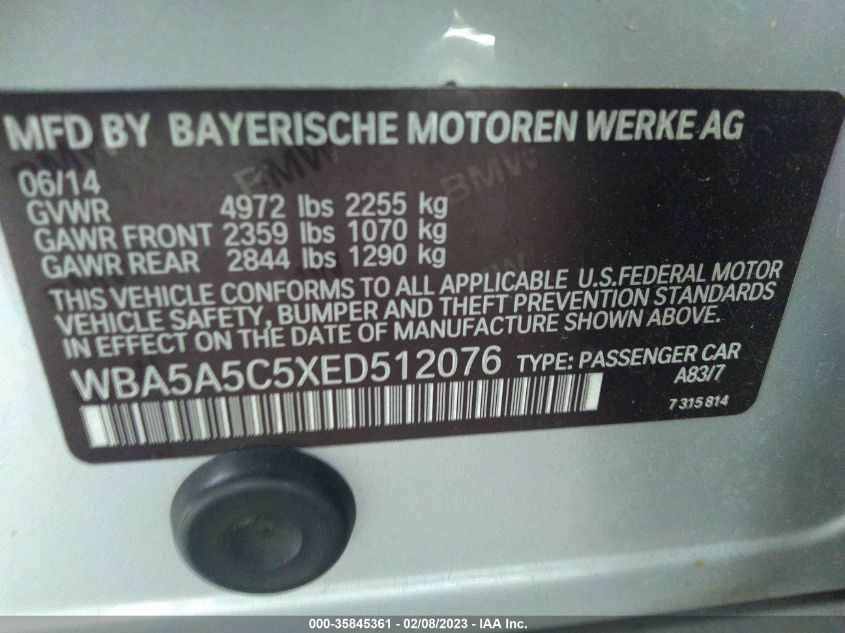 MFD BY BAYERISCHE MOTOREN WERKE AG
06/14
GVWR 4972 lbs 2255 kg
GAWR FRONT 2359 lbs 1070 kg
GAWR REAR 2844 lbs 1290 kg
THIS VEHICLE CONFORMS TO ALL APPLICABLE U.S.FEDERAL MOTOR
VEHICLE SAFETY, BUMPER AND THEFT PREVENTION STANDARDS
IN EFFECT ON THE DATE OF MANUFACTURE SHOWN ABOVE.
WBA5A5C5XED512076 TYPE: PASSENGER CAR
A83/7
7 315 814
BMW BMW
000-35845361 - 02/08/2023 - IAA Inc.